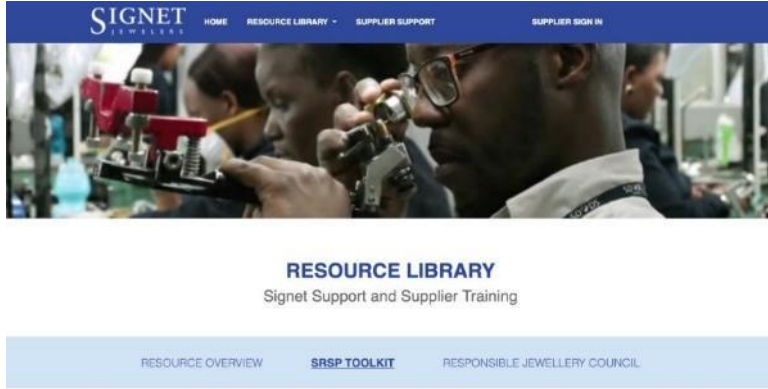 SIGNET
JEWELERS
HOME RESOURCE LIBRARY SUPPLIER SUPPORT SUPPLIER SIGN IN
RESOURCE LIBRARY
Signet Support and Supplier Training
RESOURCE OVERVIEW SRSP TOOLKIT RESPONSIBLE JEWELLERY COUNCIL